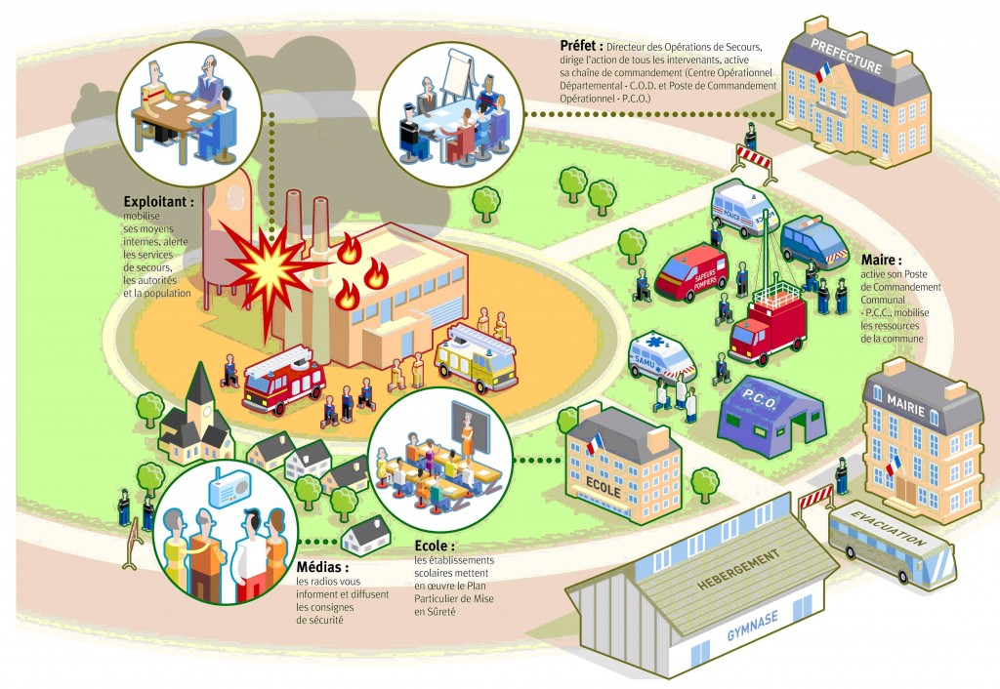 Préfet : Directeur des Opérations de Secours,
dirige l'action de tous les intervenants, active
sa chaîne de commandement (Centre Opérationnel
Départemental - C.O.D. et Poste de Commandement
Opérationnel - P.C.O.)
PREFECTURE
Exploitant :
mobilise
ses moyens
internes, alerte
les services
de secours,
les autorités
et la population
POLICE
POLICE
SAPEURS
POMPIERS
Maire :
active son Poste
de Commandement
Communal
- P.C.C., mobilise
les ressources
de la commune
SAMU
P.C.O.
MAIRIE
ECOLE
EVACUATION
HEBERGEMENT
GYMNASE
Ecole :
les établissements
scolaires mettent
en œuvre le Plan
Particulier de Mise
en Sûreté
Médias :
les radios vous
informent et diffusent
les consignes
de sécurité